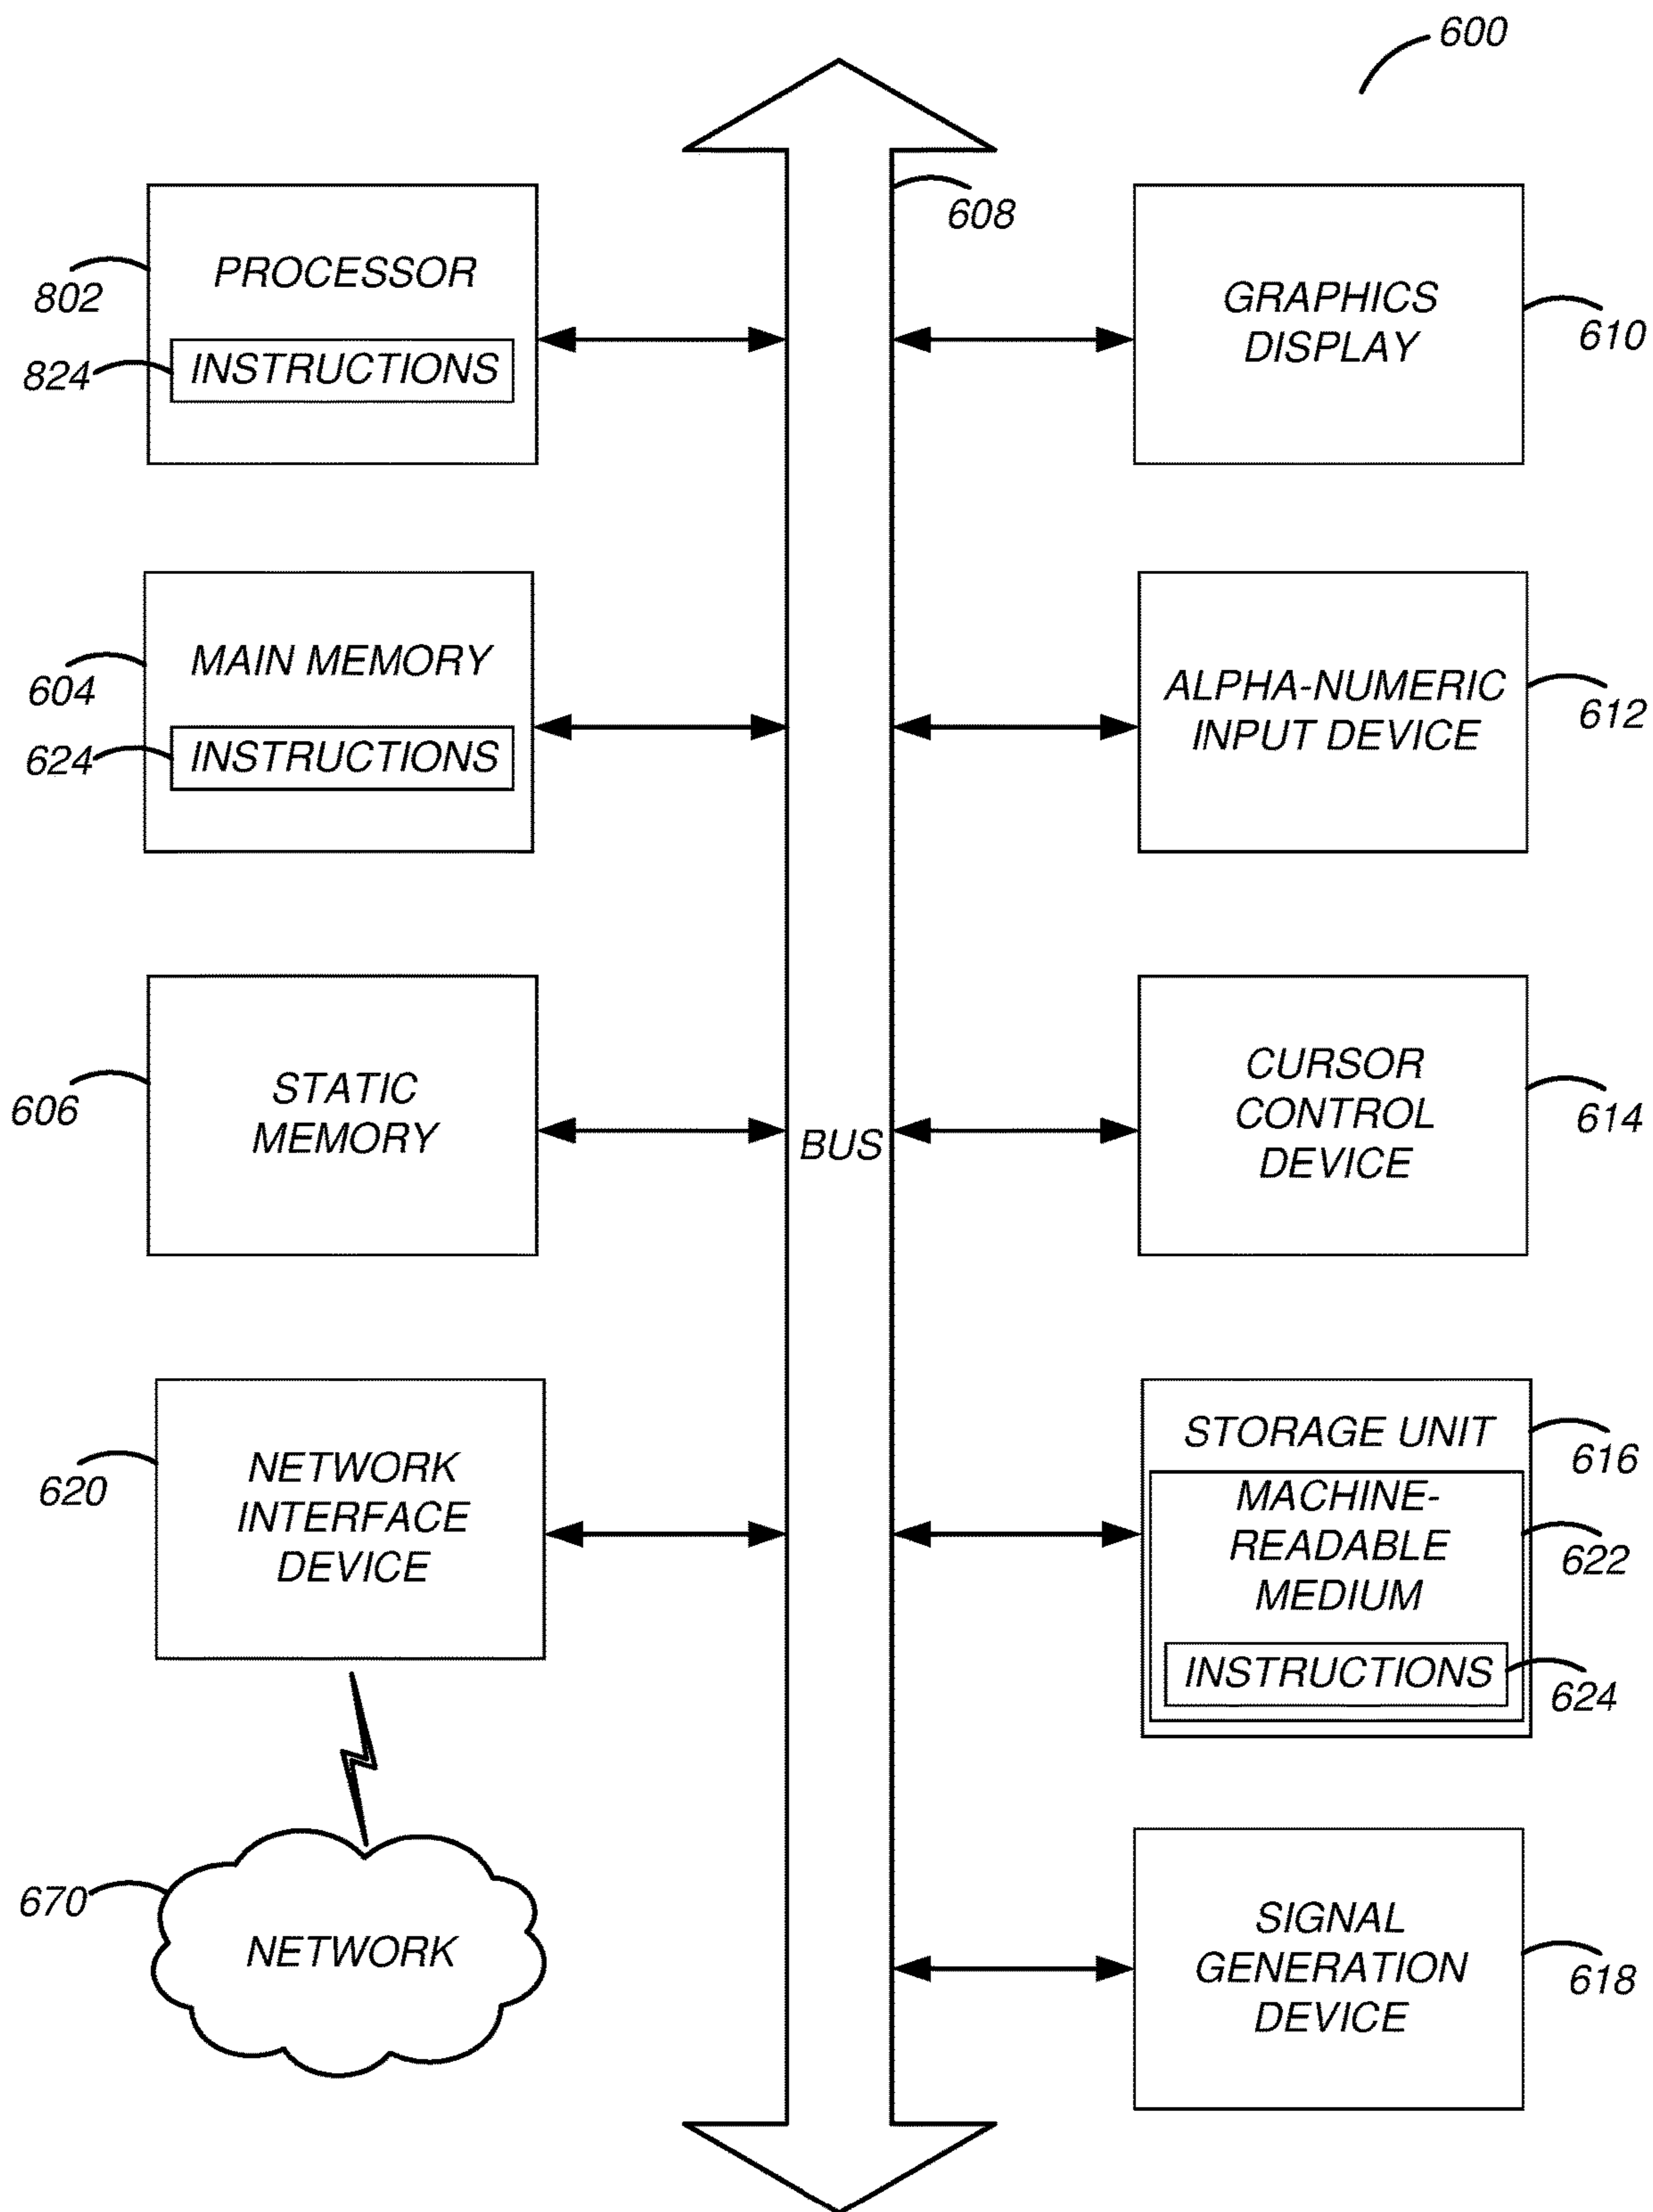 600
608
PROCESSOR
802
INSTRUCTIONS
824
GRAPHICS
DISPLAY
610
MAIN MEMORY
604
INSTRUCTIONS
624
ALPHA-NUMERIC
INPUT DEVICE
612
STATIC
MEMORY
606
BUS
CURSOR
CONTROL
DEVICE
614
NETWORK
INTERFACE
DEVICE
620
STORAGE UNIT
616
MACHINE-
READABLE
MEDIUM
622
INSTRUCTIONS
624
670
NETWORK
SIGNAL
GENERATION
DEVICE
618